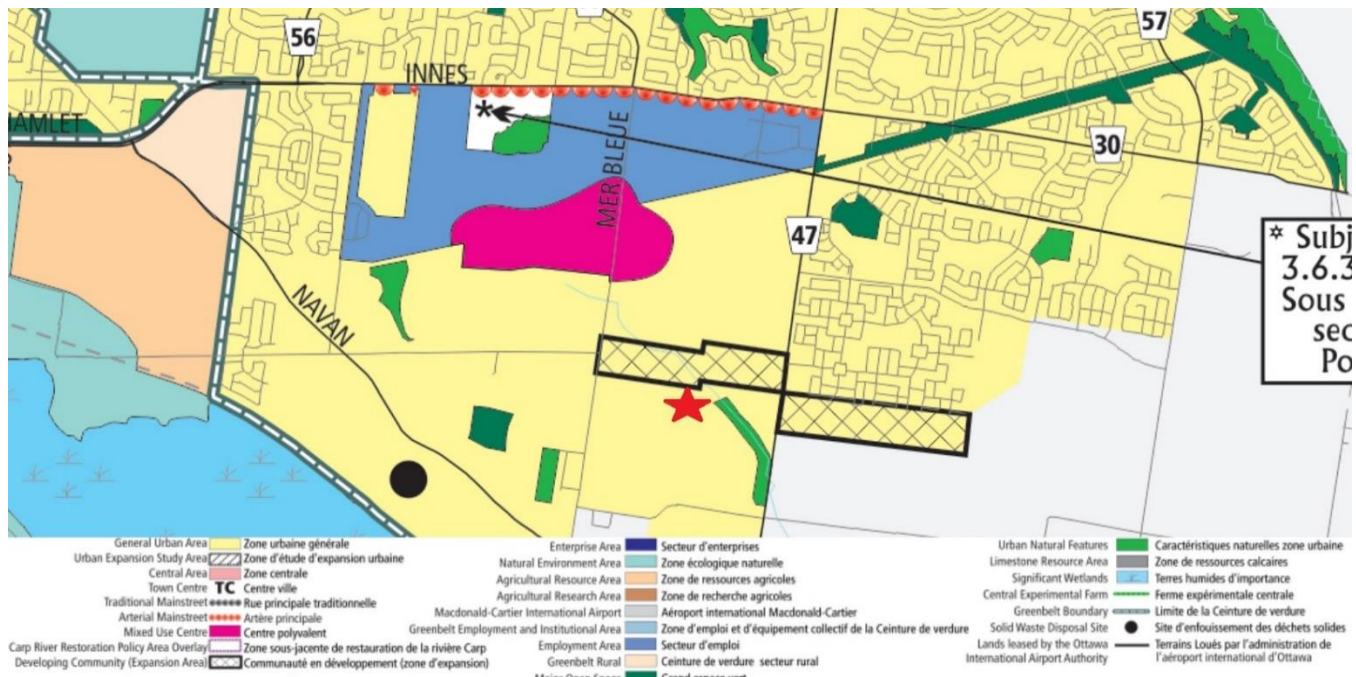 56
57
INNES
HAMLET
30
MER BLEUE
47
NAVAN
* Subj
3.6.3
Sous
sec
Po
General Urban Area Zone urbaine générale
Urban Expansion Study Area Zone d'étude d'expansion urbaine
Central Area Zone centrale
Town Centre TC Centre ville
Traditional Mainstreet Rue principale traditionnelle
Arterial Mainstreet Artère principale
Mixed Use Centre Centre polyvalent
Carp River Restoration Policy Area Overlay Zone sous-jacente de restauration de la rivière Carp
Developing Community (Expansion Area) Communauté en développement (zone d'expansion)
Enterprise Area Secteur d'enterprises
Natural Environment Area Zone écologique naturelle
Agricultural Resource Area Zone de ressources agricoles
Agricultural Research Area Zone de recherche agricoles
Macdonald-Cartier International Airport Aéroport international Macdonald-Cartier
Greenbelt Employment and Institutional Area Zone d'emploi et d'équipement collectif de la Ceinture de verdure
Employment Area Secteur d'emploi
Greenbelt Rural Ceinture de verdure secteur rural
Major Open Space Grand espace vert
Urban Natural Features Caractéristiques naturelles zone urbaine
Limestone Resource Area Zone de ressources calcaires
Significant Wetlands Terres humides d'importance
Central Experimental Farm Ferme expérimentale centrale
Greenbelt Boundary Limite de la Ceinture de verdure
Solid Waste Disposal Site Site d'enfouissement des déchets solides
Lands leased by the Ottawa Terrains Loués par l'administration de
International Airport Authority l'aéroport international d'Ottawa